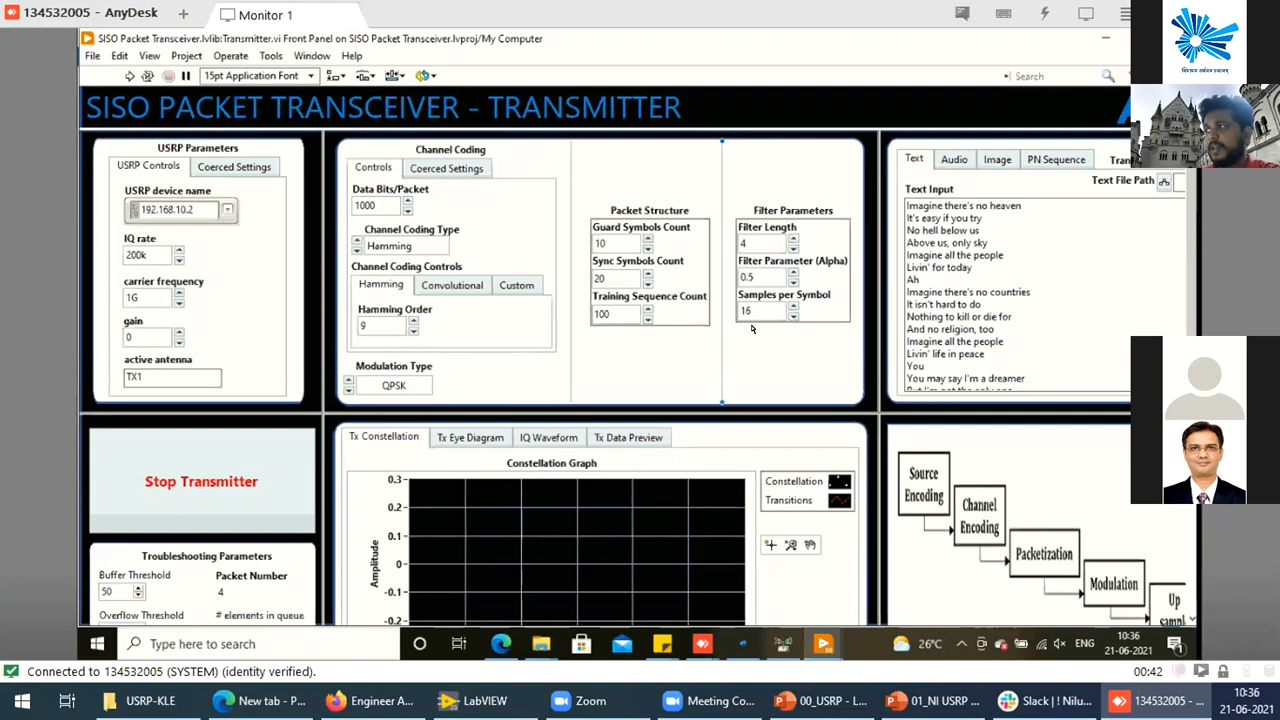 134532005 - AnyDesk
Monitor 1
SISO Packet Transceiver.lvlib:Transmitter.vi Front Panel on SISO Packet Transceiver.lvproj/My Computer
File Edit View Project Operate Tools Window Help
15pt Application Font
Search
SISO PACKET TRANSCEIVER - TRANSMITTER
USRP Parameters
USRP Controls
Coerced Settings
USRP device name
192.168.10.2
IQ rate
200k
carrier frequency
1G
gain
0
active antenna
TX1
Channel Coding
Controls
Coerced Settings
Data Bits/Packet
1000
Channel Coding Type
Hamming
Channel Coding Controls
Hamming
Convolutional
Custom
Hamming Order
9
Modulation Type
QPSK
Packet Structure
Guard Symbols Count
10
Sync Symbols Count
20
Training Sequence Count
100
Filter Parameters
Filter Length
4
Filter Parameter (Alpha)
0.5
Samples per Symbol
16
Text
Audio
Image
PN Sequence
Text File Path
Text Input
Imagine there's no heaven
It's easy if you try
No hell below us
Above us, only sky
Imagine all the people
Livin' for today
Ah
Imagine there's no countries
It isn't hard to do
Nothing to kill or die for
And no religion, too
Imagine all the people
Livin' life in peace
You
You may say I'm a dreamer
Stop Transmitter
Troubleshooting Parameters
Buffer Threshold
50
Packet Number
4
Overflow Threshold
# elements in queue
Tx Constellation
Tx Eye Diagram
IQ Waveform
Tx Data Preview
Constellation Graph
Amplitude
0.3
0.2
0.1
0
-0.1
-0.2
Constellation
Transitions
Source
Encoding
Channel
Encoding
Packetization
Modulation
Up
Type here to search
26°C
ENG
10:36
21-06-2021
Connected to 134532005 (SYSTEM) (identity verified).
00:42
USRP-KLE
New tab - P...
Engineer A...
LabVIEW
Zoom
Meeting Co...
00_USRP - L...
01_NI USRP ...
Slack | ! Nilu...
134532005 - ...
10:36
21-06-2021